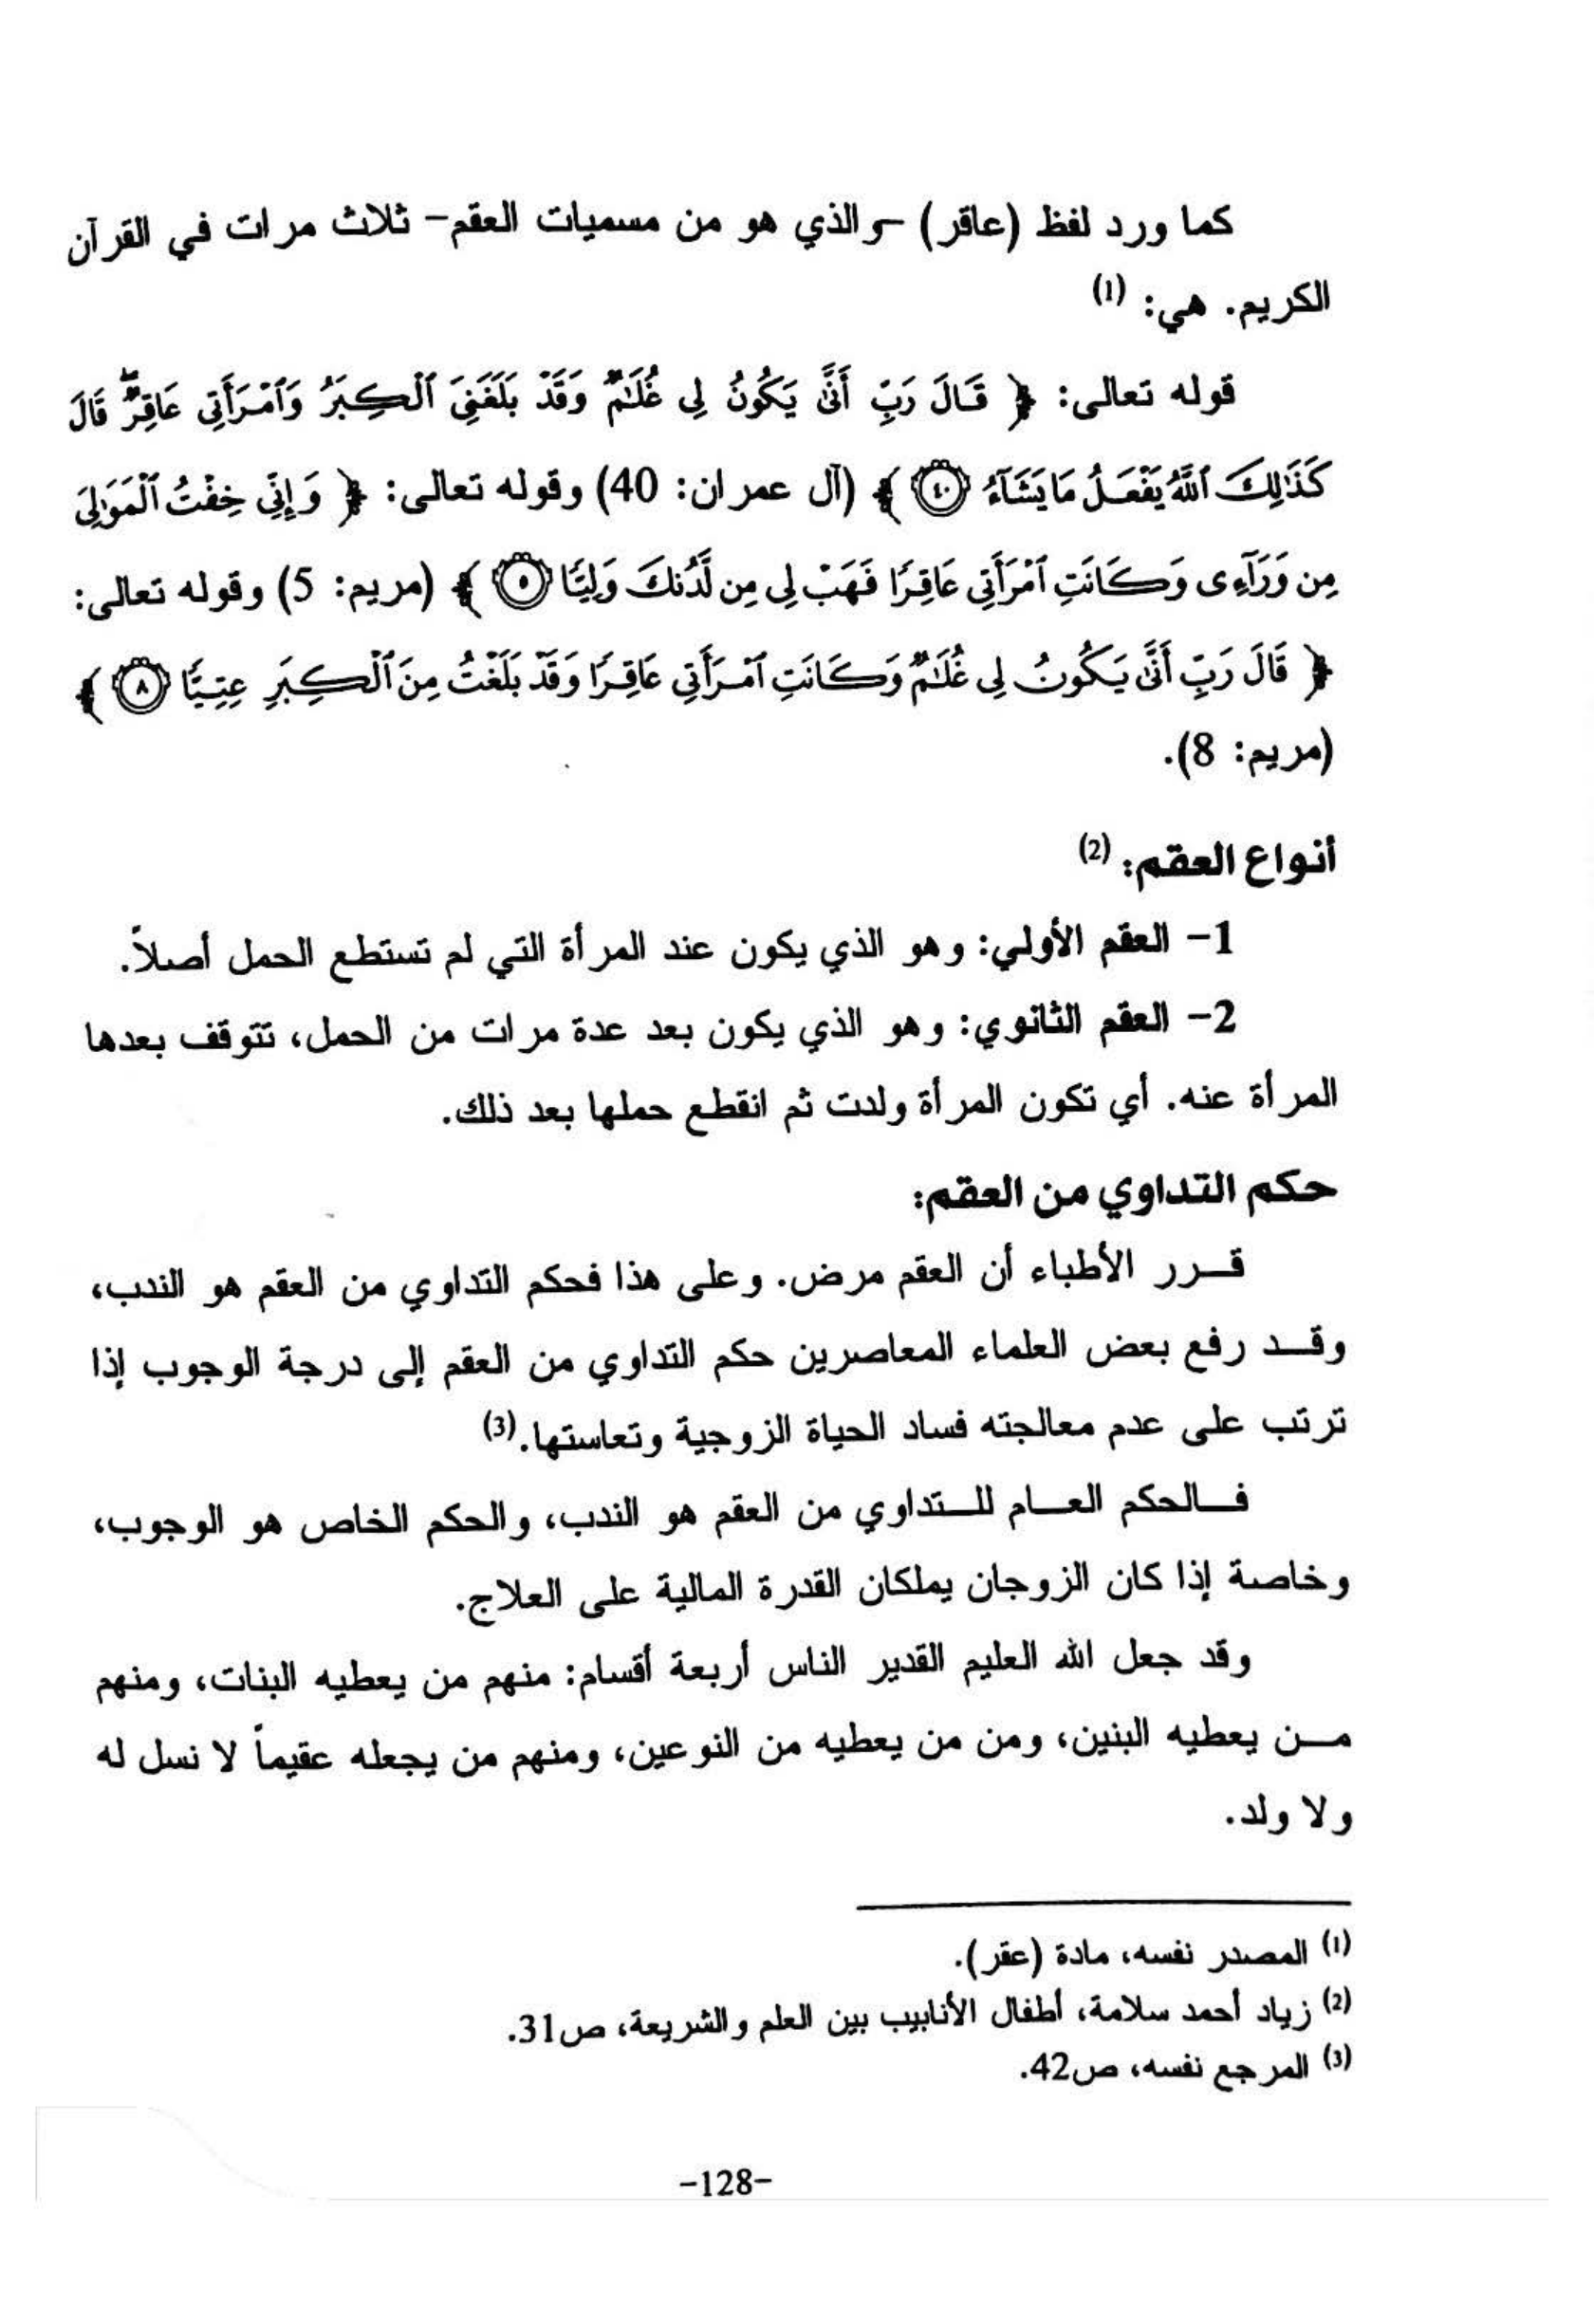 كما ورد لفظ (عاقر) –والذي هو من مسميات العقم– ثلاث مرات في القرآن
الكريم. هي: (1)
قوله تعالى: ﴿ قَالَ رَبِّ أَنَّىٰ يَكُونُ لِى غُلَـٰمٌ وَقَدْ بَلَغَنِىَ ٱلْكِبَرُ وَٱمْرَأَتِى عَاقِرٌ ۖ قَالَ
كَذَٰلِكَ ٱللَّهُ يَفْعَلُ مَا يَشَآءُ ٤٠ ﴾ (آل عمران: 40) وقوله تعالى: ﴿ وَإِنِّى خِفْتُ ٱلْمَوَٰلِىَ
مِن وَرَآءِى وَكَانَتِ ٱمْرَأَتِى عَاقِرًا فَهَبْ لِى مِن لَّدُنكَ وَلِيًّا ٥ ﴾ (مريم: 5) وقوله تعالى:
﴿ قَالَ رَبِّ أَنَّىٰ يَكُونُ لِى غُلَـٰمٌ وَكَانَتِ ٱمْرَأَتِى عَاقِرًا وَقَدْ بَلَغْتُ مِنَ ٱلْكِبَرِ عِتِيًّا ٨ ﴾
(مريم: 8).
أنواع العقم: (2)
1– العقم الأولي: وهو الذي يكون عند المرأة التي لم تستطع الحمل أصلاً.
2– العقم الثانوي: وهو الذي يكون بعد عدة مرات من الحمل، تتوقف بعدها
المرأة عنه. أي تكون المرأة ولدت ثم انقطع حملها بعد ذلك.
حكم التداوي من العقم:
قــرر الأطباء أن العقم مرض. وعلى هذا فحكم التداوي من العقم هو الندب،
وقــد رفع بعض العلماء المعاصرين حكم التداوي من العقم إلى درجة الوجوب إذا
ترتب على عدم معالجته فساد الحياة الزوجية وتعاستها.(3)
فــالحكم العــام للــتداوي من العقم هو الندب، والحكم الخاص هو الوجوب،
وخاصة إذا كان الزوجان يملكان القدرة المالية على العلاج.
وقد جعل الله العليم القدير الناس أربعة أقسام: منهم من يعطيه البنات، ومنهم
مــن يعطيه البنين، ومن من يعطيه من النوعين، ومنهم من يجعله عقيماً لا نسل له
ولا ولد.
(1) المصدر نفسه، مادة (عقر).
(2) زياد أحمد سلامة، أطفال الأنابيب بين العلم والشريعة، ص31.
(3) المرجع نفسه، ص42.
–128–